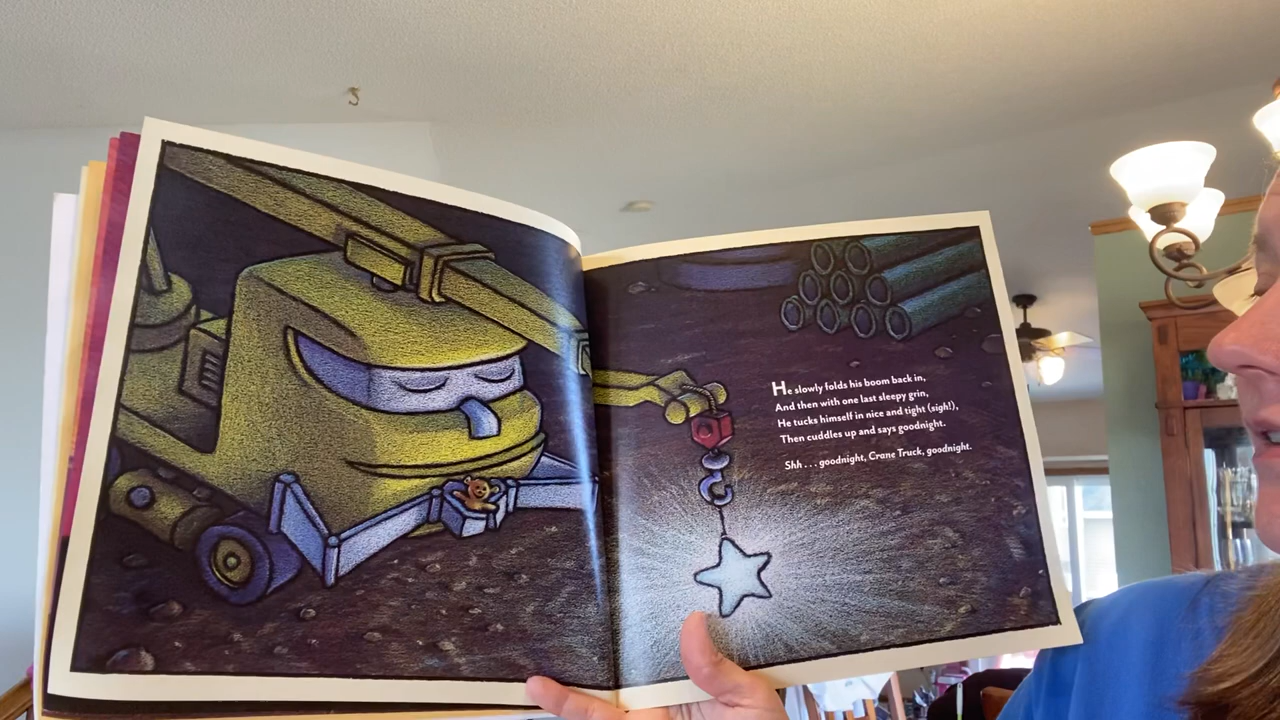 He slowly folds his boom back in,
And then with one last sleepy grin,
He tucks himself in nice and tight (sigh!),
Then cuddles up and says goodnight.
Shh . . . goodnight, Crane Truck, goodnight.